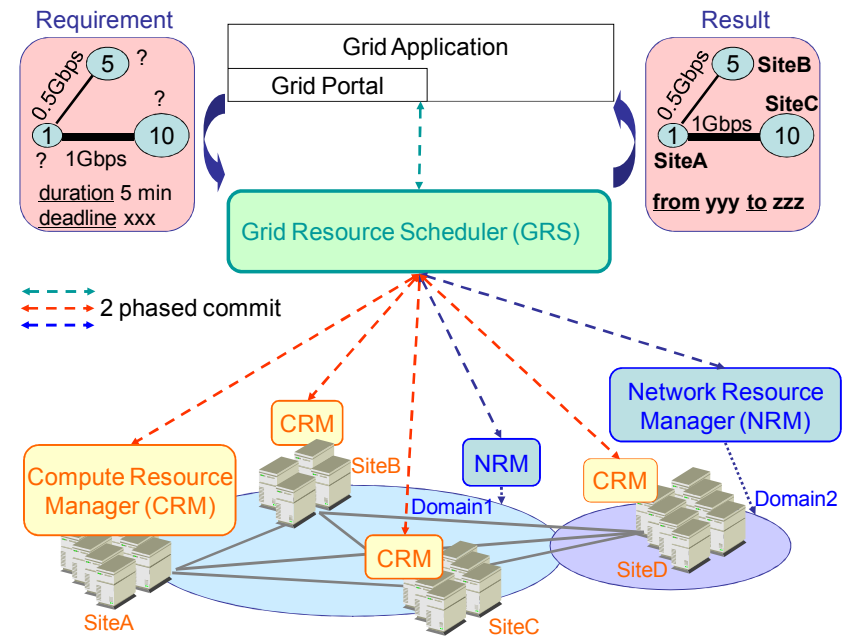 Requirement
5 ?
0.5Gbps
?
1
10
? 1Gbps
duration 5 min
deadline xxx
Grid Application
Grid Portal
Result
5 SiteB
0.5Gbps
SiteC
1
1Gbps
10
SiteA
from yyy to zzz
Grid Resource Scheduler (GRS)
2 phased commit
Network Resource
Manager (NRM)
CRM
SiteB
NRM
CRM
Compute Resource
Manager (CRM)
Domain1
Domain2
CRM
SiteD
SiteA
SiteC